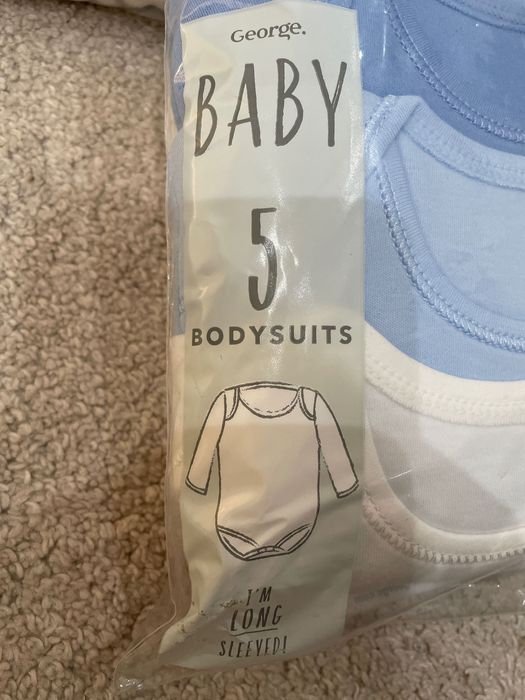 George.
BABY
5
BODYSUITS
I'M
LONG
SLEEVED!